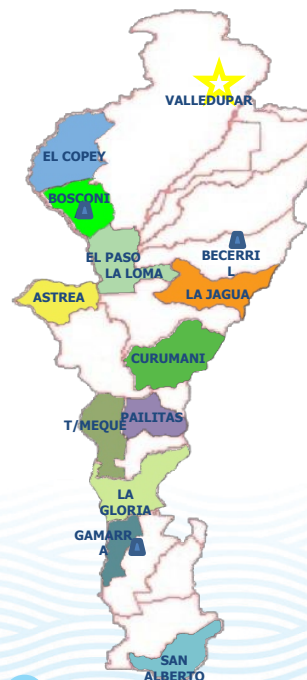 VALLEDUPAR
EL COPEY
BOSCONI
EL PASO
LA LOMA
BECERRI
L
ASTREA
LA JAGUA
CURUMANI
T/MEQUE
PAILITAS
LA
GLORIA
GAMARR
A
SAN
ALBERTO